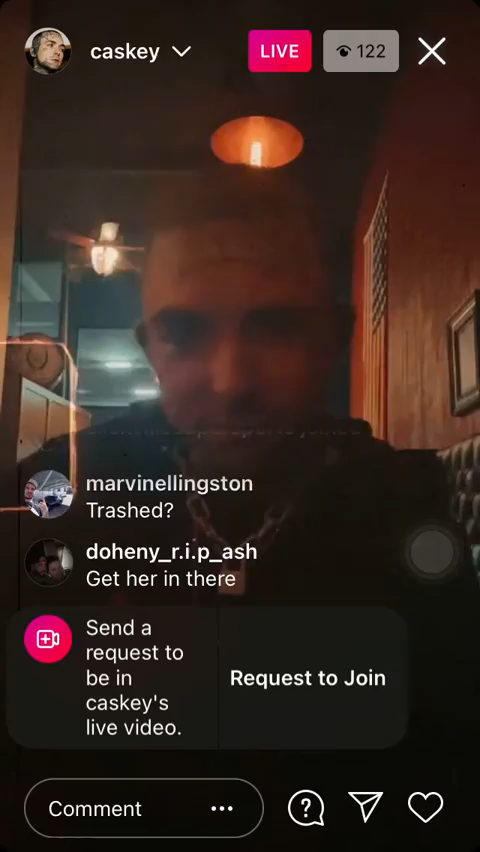 caskey
LIVE
122
marvinellingston
Trashed?
doheny_r.i.p_ash
Get her in there
Send a
request to
be in
caskey's
live video.
Request to Join
Comment